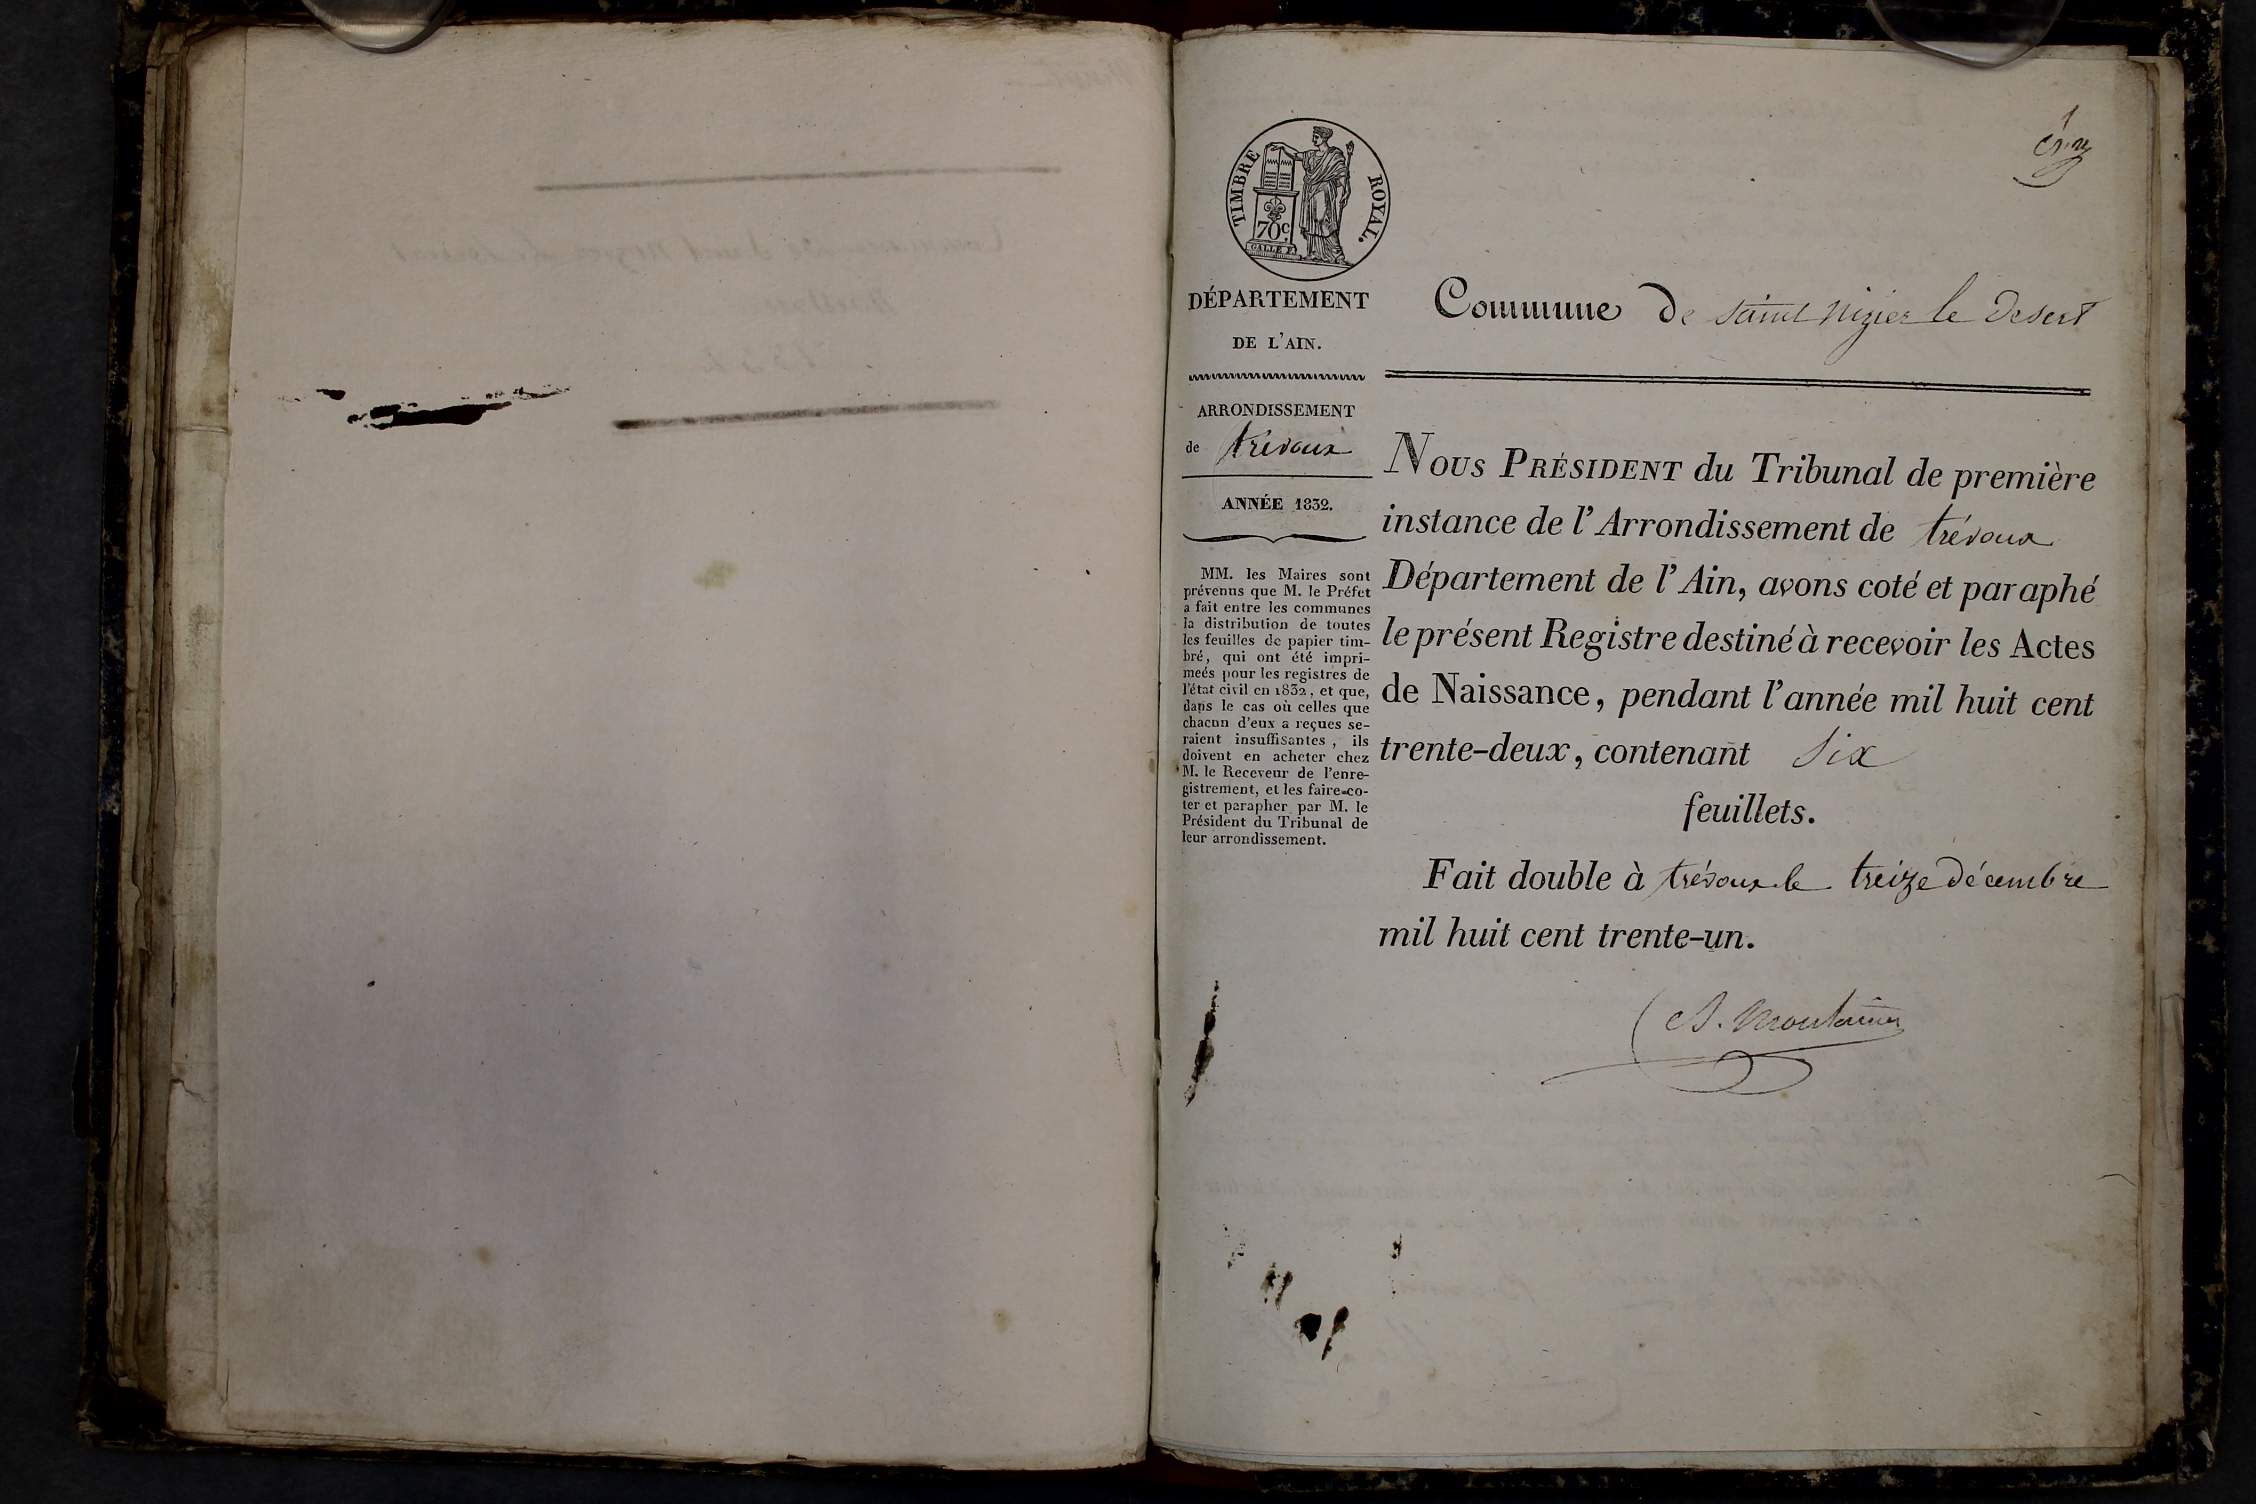 1
TIMBRE ROYAL.
70c.
CALLE F
DÉPARTEMENT
DE L'AIN.
ARRONDISSEMENT
de trévoux
ANNÉE 1832.
MM. les Maires sont
prévenus que M. le Préfet
a fait entre les communes
la distribution de toutes
les feuilles de papier tim-
bré, qui ont été impri-
meés pour les registres de
l'état civil en 1832, et que,
dans le cas où celles que
chacun d'eux a reçues se-
raient insuffisantes, ils
doivent en acheter chez
M. le Receveur de l'enre-
gistrement, et les faire co-
ter et parapher par M. le
Président du Tribunal de
leur arrondissement.
Commune de saint Nizier le Desert
NOUS PRÉSIDENT du Tribunal de première
instance de l'Arrondissement de trévoux
Département de l'Ain, avons coté et paraphé
le présent Registre destiné à recevoir les Actes
de Naissance, pendant l'année mil huit cent
trente-deux, contenant six
feuillets.
Fait double à trévoux le treize décembre
mil huit cent trente-un.